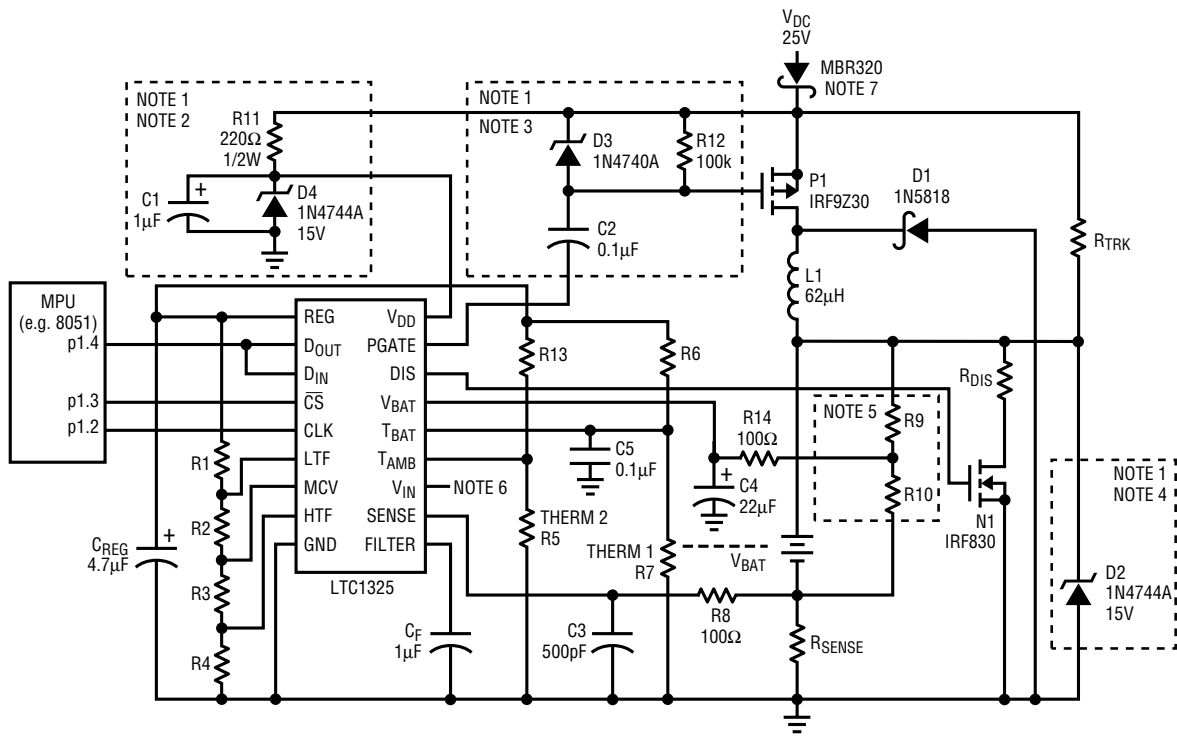 V_DC
25V
MBR320
NOTE 7
NOTE 1
NOTE 2
R11
220Ω
1/2W
C1
1µF
+
D4
1N4744A
15V
NOTE 1
NOTE 3
D3
1N4740A
R12
100k
C2
0.1µF
P1
IRF9Z30
D1
1N5818
R_TRK
L1
62µH
MPU
(e.g. 8051)
p1.4
p1.3
p1.2
REG
D_OUT
D_IN
C̅S̅
CLK
LTF
MCV
HTF
GND
V_DD
PGATE
DIS
V_BAT
T_BAT
T_AMB
V_IN
SENSE
FILTER
LTC1325
NOTE 6
R13
R6
R_DIS
NOTE 5
R9
R10
R14
100Ω
C5
0.1µF
+
C4
22µF
N1
IRF830
NOTE 1
NOTE 4
D2
1N4744A
15V
R1
R2
R3
R4
C_REG
4.7µF
+
THERM 2
R5
THERM 1
R7
V_BAT
R8
100Ω
C_F
1µF
C3
500pF
R_SENSE